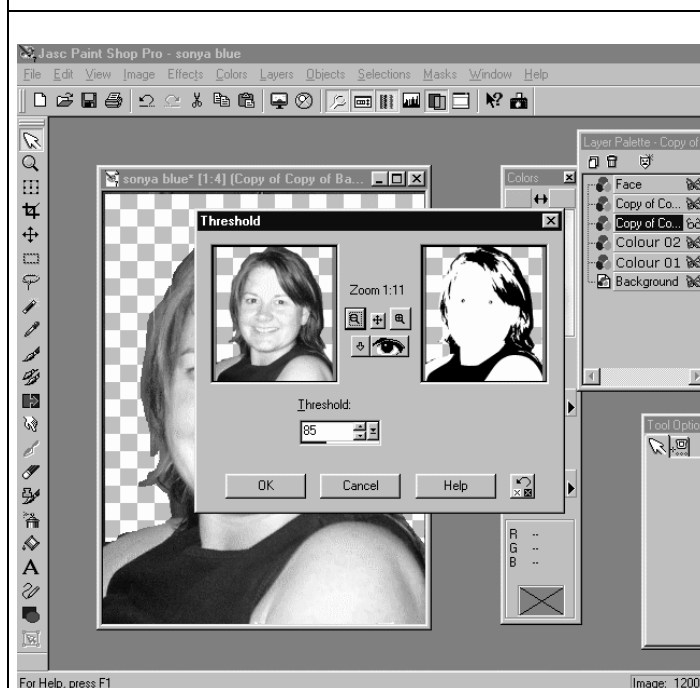 Jasc Paint Shop Pro - sonya blue
File Edit View Image Effects Colors Layers Objects Selections Masks Window Help
Layer Palette - Copy of
sonya blue* [1:4] (Copy of Copy of Ba...
Colors
Face
Copy of Co...
Copy of Co...
Colour 02
Colour 01
Background
Threshold
Zoom 1:11
Threshold:
85
OK Cancel Help
Tool Optio
R --
G --
B --
A
For Help, press F1
Image: 1200